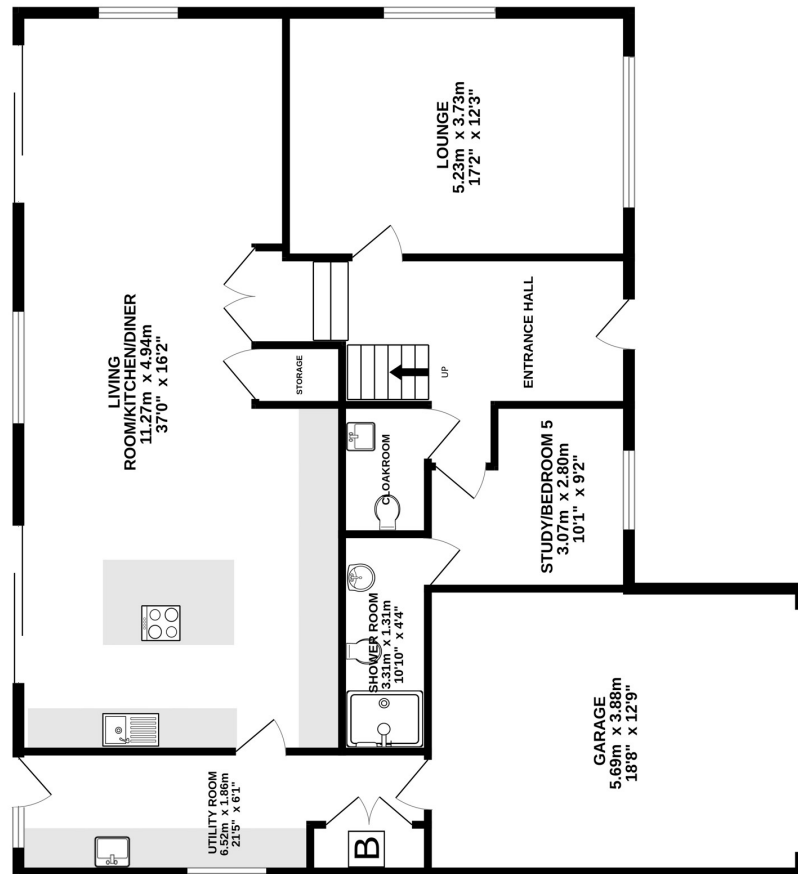 LOUNGE
5.23m x 3.73m
17'2" x 12'3"
LIVING
ROOM/KITCHEN/DINER
11.27m x 4.94m
37'0" x 16'2"
ENTRANCE HALL
STORAGE
UP
CLOAKROOM
STUDY/BEDROOM 5
3.07m x 2.80m
10'1" x 9'2"
SHOWER ROOM
3.31m x 1.31m
10'10" x 4'4"
GARAGE
5.69m x 3.88m
18'8" x 12'9"
UTILITY ROOM
6.52m x 1.86m
21'5" x 6'1"
B